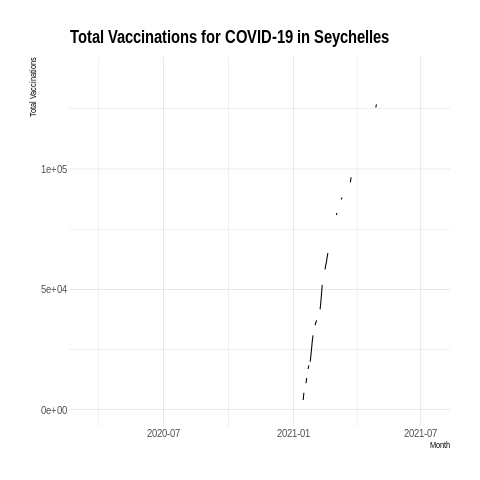 Total Vaccinations for COVID-19 in Seychelles
Total Vaccinations
1e+05
5e+04
0e+00
2020-07
2021-01
2021-07
Month